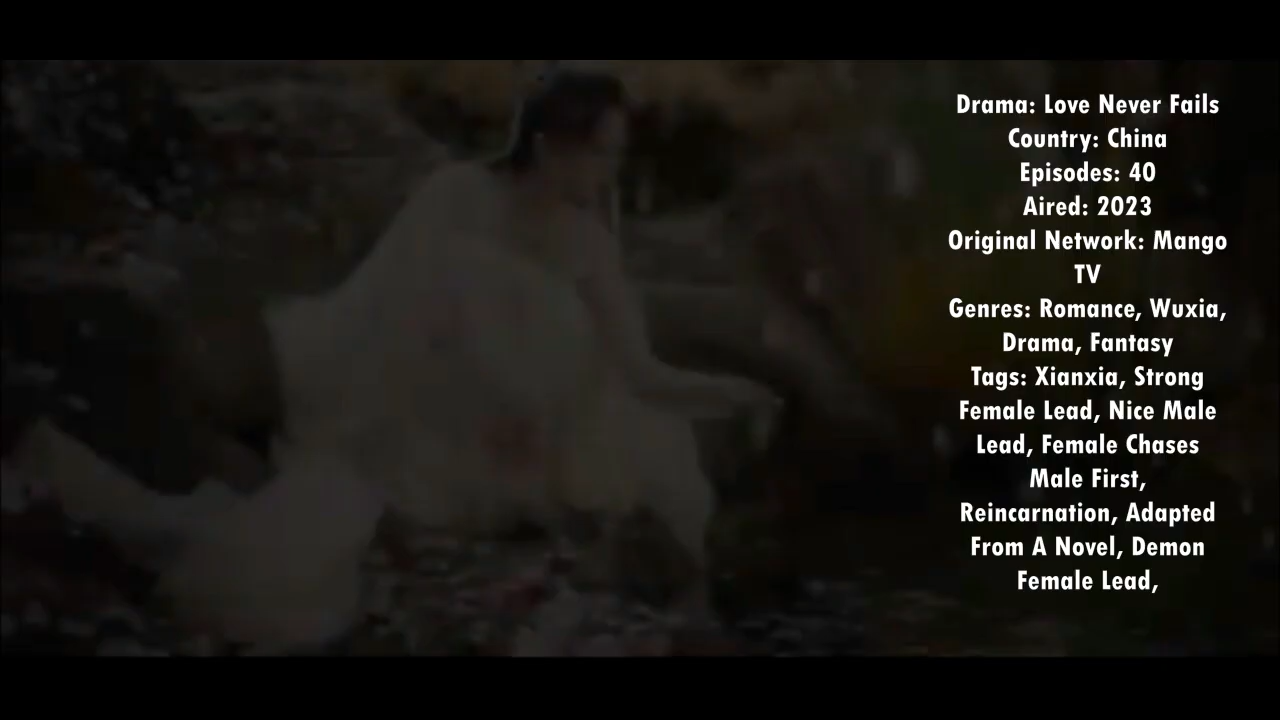 Drama: Love Never Fails
Country: China
Episodes: 40
Aired: 2023
Original Network: Mango
TV
Genres: Romance, Wuxia,
Drama, Fantasy
Tags: Xianxia, Strong
Female Lead, Nice Male
Lead, Female Chases
Male First,
Reincarnation, Adapted
From A Novel, Demon
Female Lead,